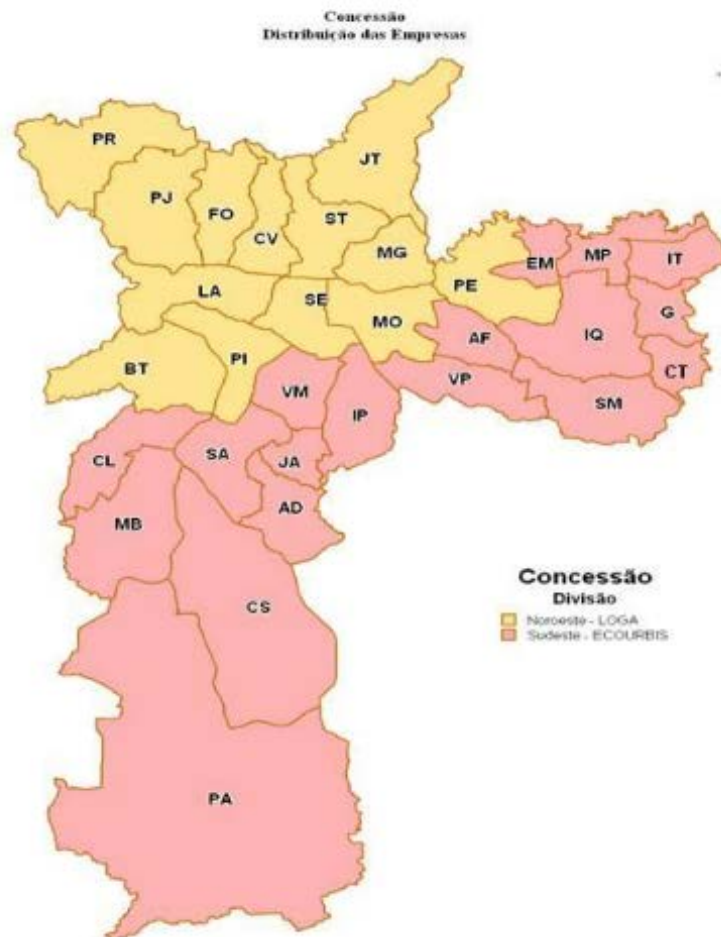 Concessão
Distribuição das Empresas
PR
JT
PJ
FO
ST
CV
MG
EM
MP
IT
LA
SE
PE
G
MO
AF
IQ
BT
PI
CT
VM
IP
VP
SM
CL
SA
JA
MB
AD
CS
PA
Concessão
Divisão
Noroeste - LOGA
Sudeste - ECOURBIS